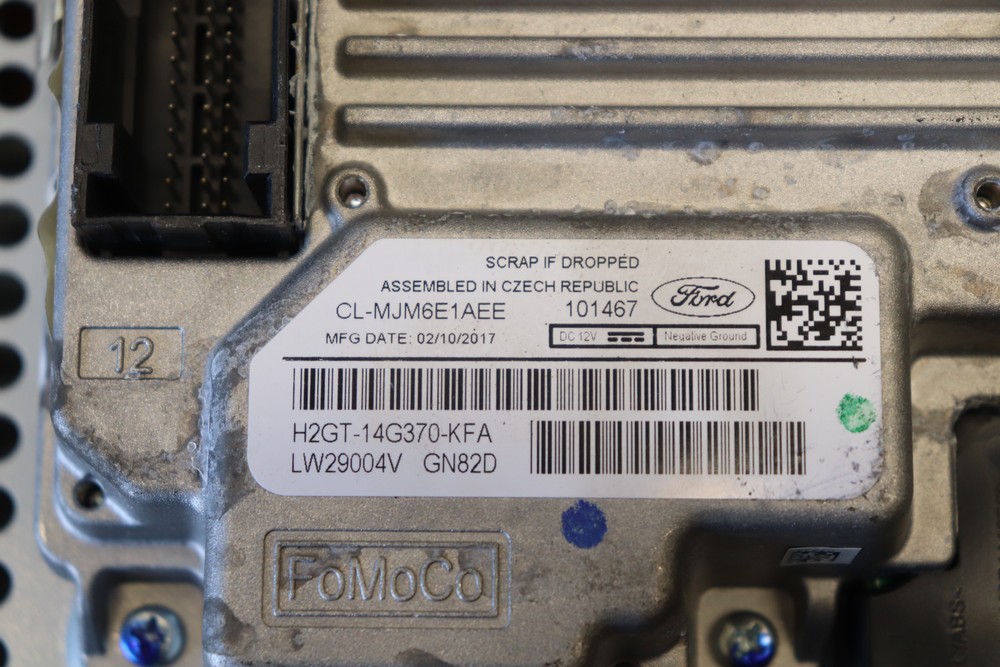 SCRAP IF DROPPED
ASSEMBLED IN CZECH REPUBLIC
CL-MJM6E1AEE 101467
Ford
MFG DATE: 02/10/2017
DC 12V Negative Ground
12
H2GT-14G370-KFA
LW29004V GN82D
FoMoCo